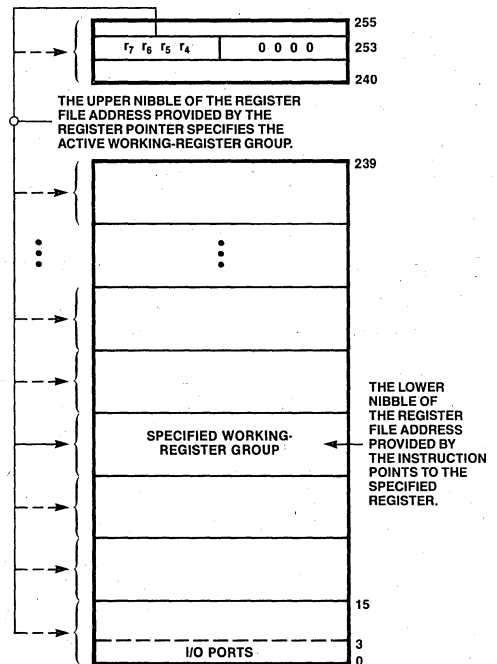 255
r7 r6 r5 r4 0 0 0 0 253
240
THE UPPER NIBBLE OF THE REGISTER
FILE ADDRESS PROVIDED BY THE
REGISTER POINTER SPECIFIES THE
ACTIVE WORKING-REGISTER GROUP.
239
THE LOWER
NIBBLE OF
THE REGISTER
FILE ADDRESS
PROVIDED BY
THE INSTRUCTION
POINTS TO THE
SPECIFIED
REGISTER.
SPECIFIED WORKING-
REGISTER GROUP
15
3
I/O PORTS
0